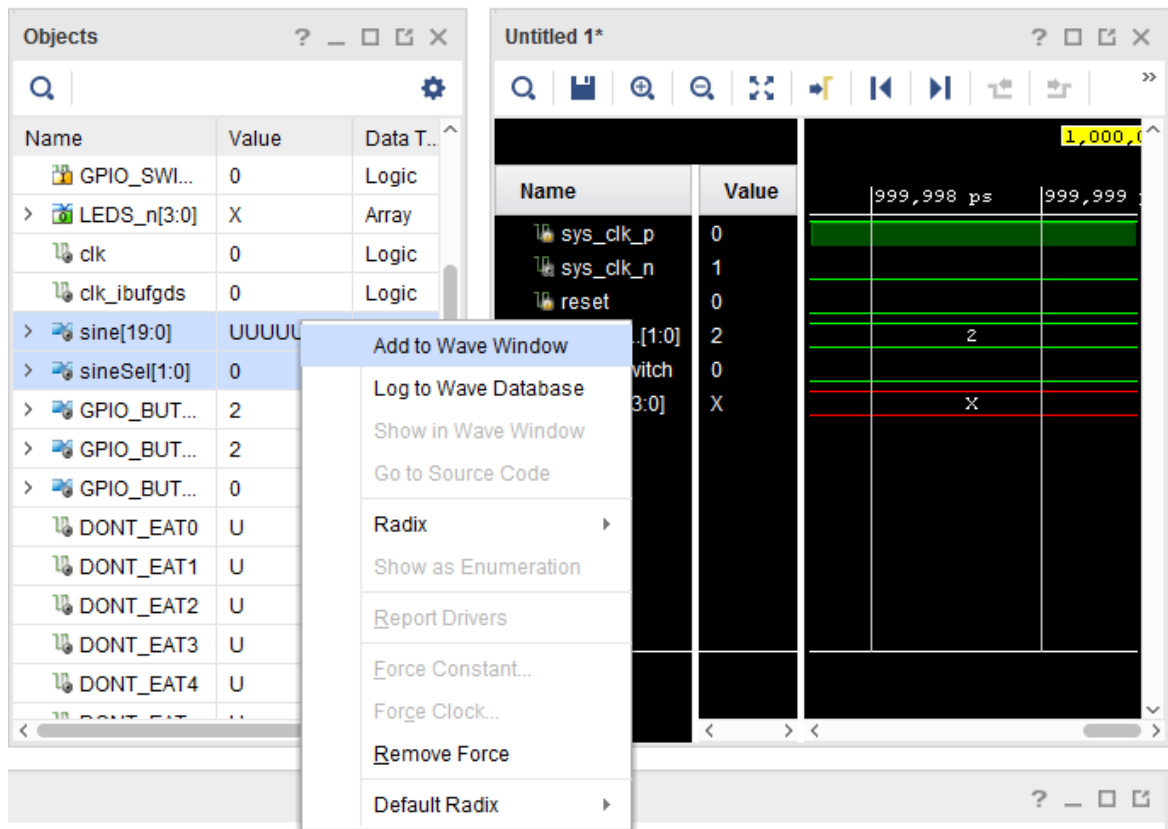 Objects
Name Value Data T...
GPIO_SWI... 0 Logic
LEDS_n[3:0] X Array
clk 0 Logic
clk_ibufgds 0 Logic
sine[19:0] UUUUU
sineSel[1:0] 0
GPIO_BUT... 2
GPIO_BUT... 2
GPIO_BUT... 0
DONT_EAT0 U
DONT_EAT1 U
DONT_EAT2 U
DONT_EAT3 U
DONT_EAT4 U
Add to Wave Window
Log to Wave Database
Show in Wave Window
Go to Source Code
Radix
Show as Enumeration
Report Drivers
Force Constant...
Force Clock...
Remove Force
Default Radix
Untitled 1*
1,000,0
Name Value 999,998 ps 999,999
sys_clk_p 0
sys_clk_n 1
reset 0
..[1:0] 2 2
witch 0
3:0] X X